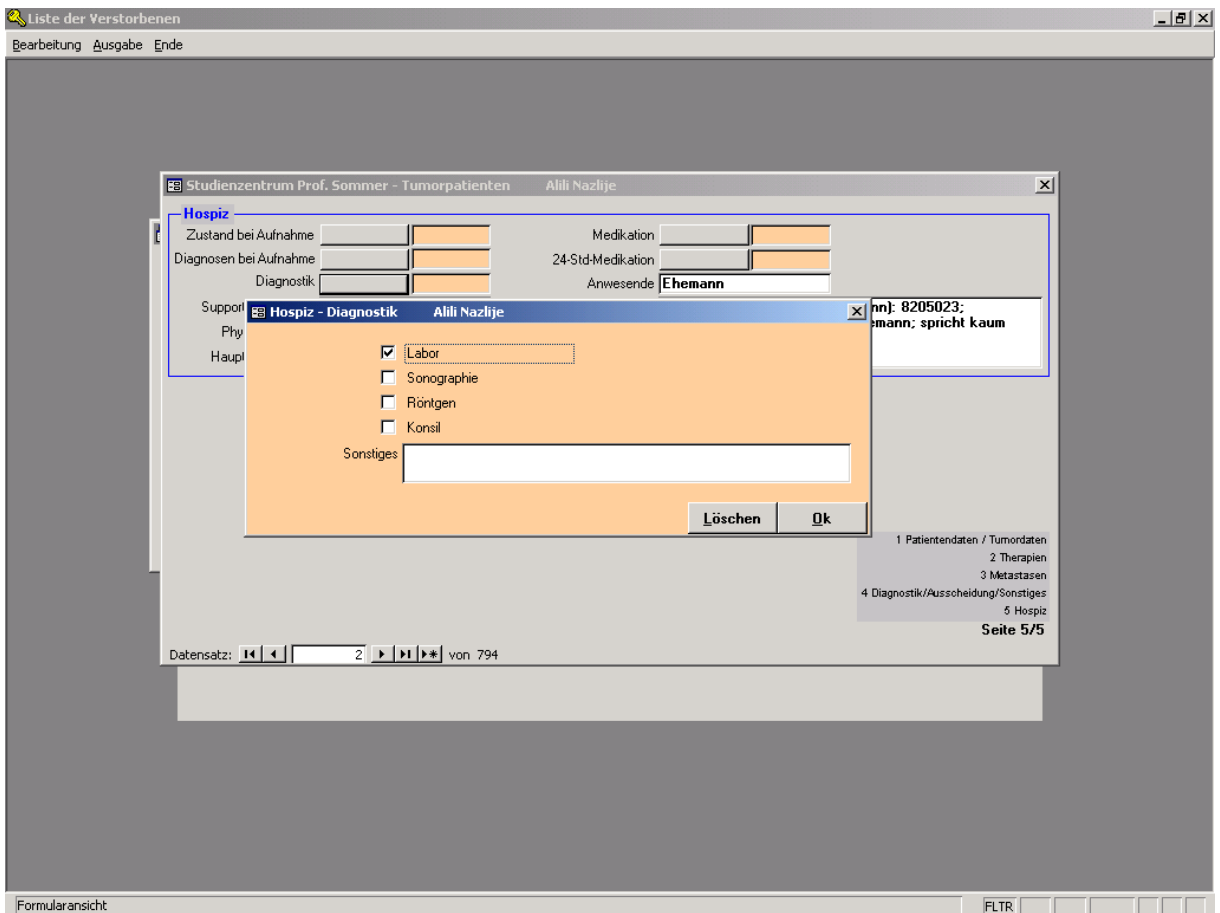 Liste der Verstorbenen
Bearbeitung Ausgabe Ende
Studienzentrum Prof. Sommer - Tumorpatienten Alili Nazlije
Hospiz
Zustand bei Aufnahme
Medikation
Diagnosen bei Aufnahme
24-Std-Medikation
Diagnostik
Anwesende Ehemann
Support
nn): 8205023;
emann; spricht kaum
Phy
Haupt
Hospiz - Diagnostik Alili Nazlije
Labor
Sonographie
Röntgen
Konsil
Sonstiges
Löschen Ok
1 Patientendaten / Tumordaten
2 Therapien
3 Metastasen
4 Diagnostik/Ausscheidung/Sonstiges
5 Hospiz
Seite 5/5
Datensatz: 2 von 794
Formularansicht FLTR